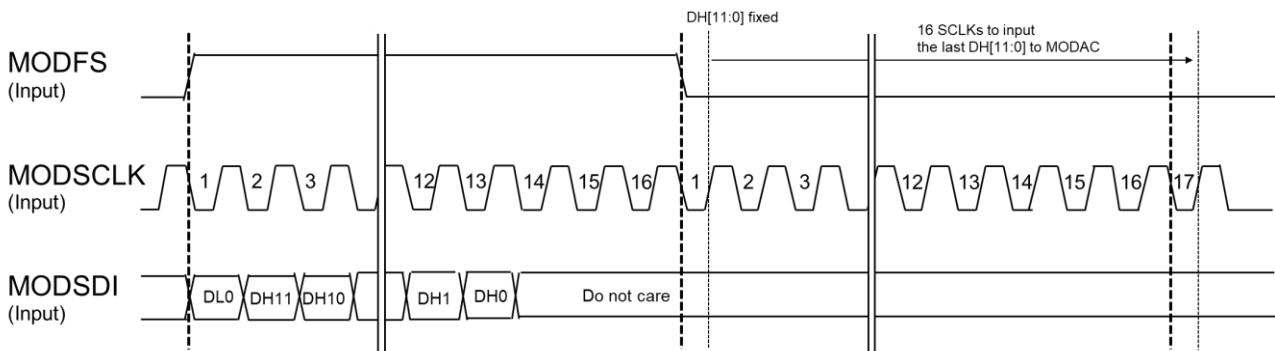 DH[11:0] fixed
16 SCLKs to input
the last DH[11:0] to MODAC
MODFS
(Input)
MODSCLK
(Input)
1 2 3 12 13 14 15 16 1 2 3 12 13 14 15 16 17
MODSDI
(Input)
DL0 DH11 DH10 DH1 DH0 Do not care